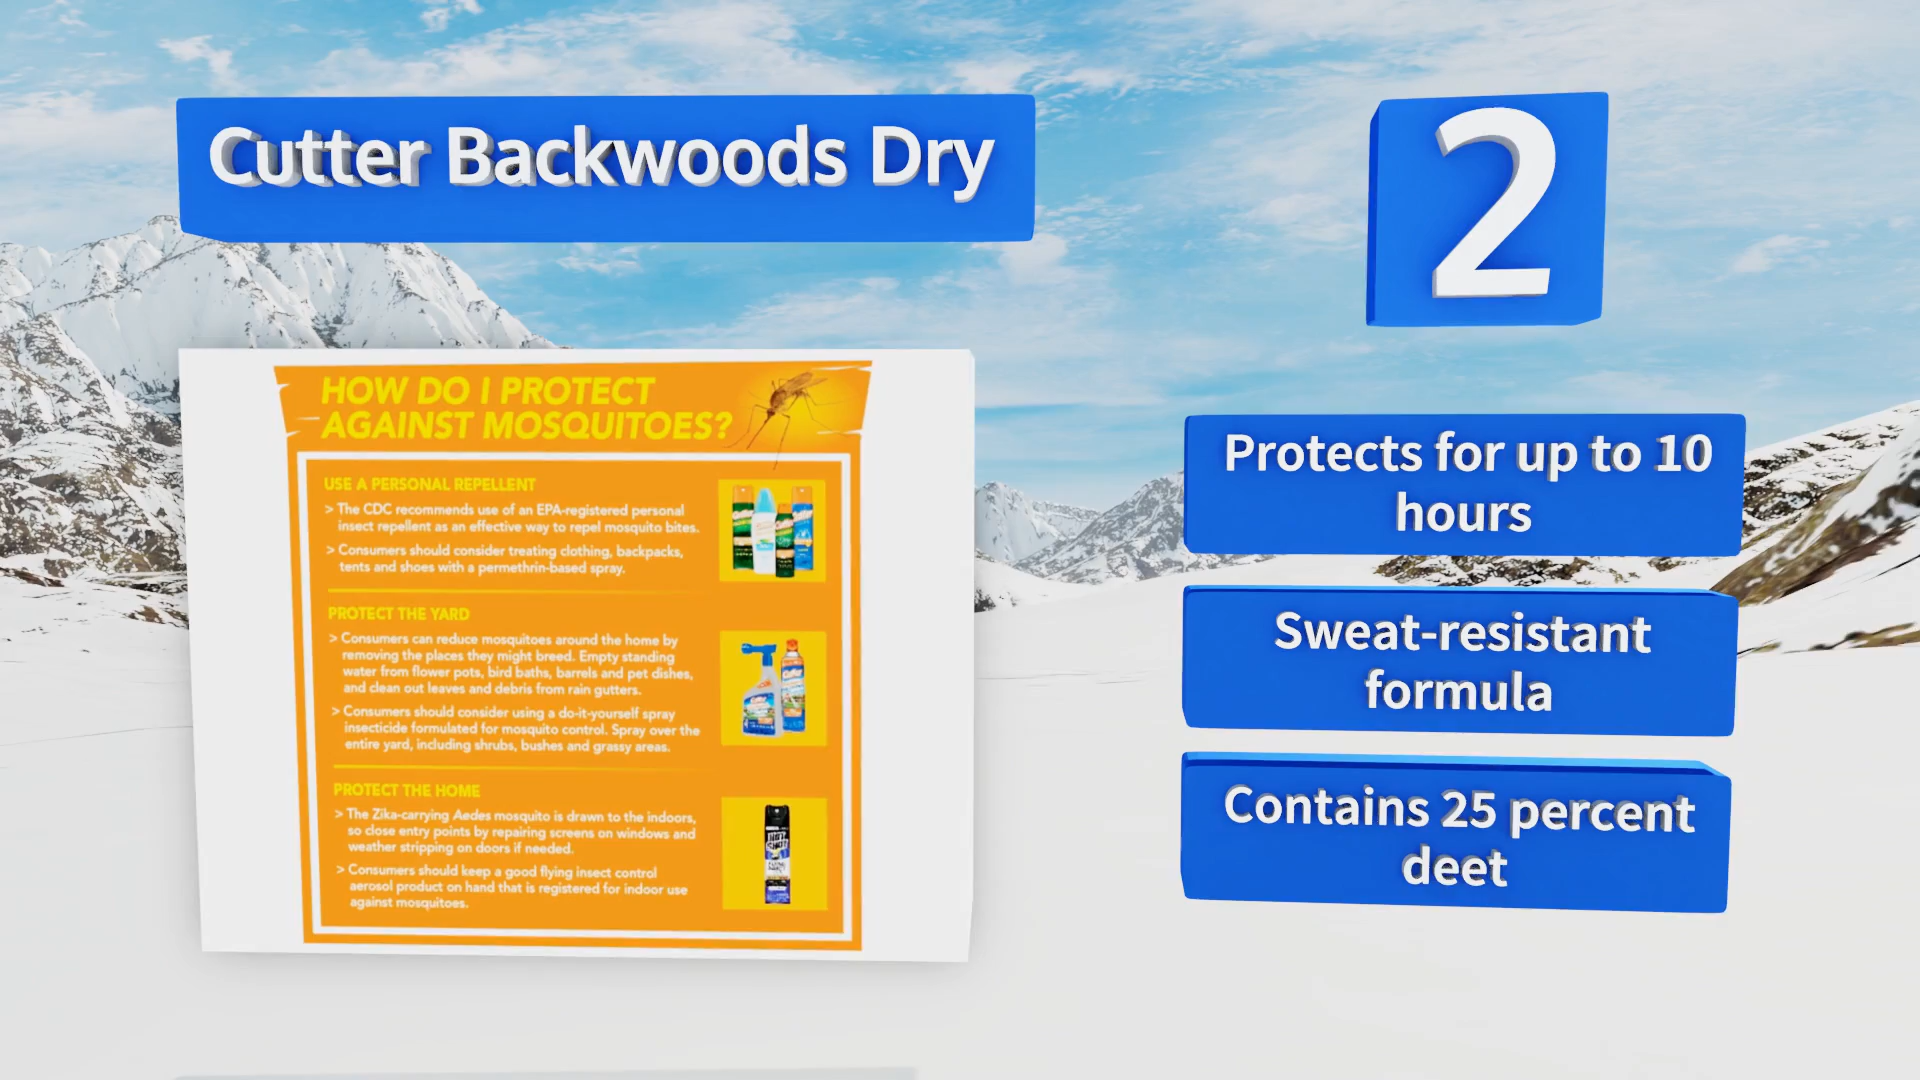 Cutter Backwoods Dry
2
HOW DO I PROTECT
AGAINST MOSQUITOES?
USE A PERSONAL REPELLENT
> The CDC recommends use of an EPA-registered personal
insect repellent as an effective way to repel mosquito bites.
> Consumers should consider treating clothing, backpacks,
tents and shoes with a permethrin-based spray.
PROTECT THE YARD
> Consumers can reduce mosquitoes around the home by
removing the places they might breed. Empty standing
water from flower pots, bird baths, barrels and pet dishes,
and clean out leaves and debris from rain gutters.
> Consumers should consider using a do-it-yourself spray
insecticide formulated for mosquito control. Spray over the
entire yard, including shrubs, bushes and grassy areas.
PROTECT THE HOME
> The Zika-carrying Aedes mosquito is drawn to the indoors,
so close entry points by repairing screens on windows and
weather stripping on doors if needed.
> Consumers should keep a good flying insect control
aerosol product on hand that is registered for indoor use
against mosquitoes.
HOT
SHOT
Protects for up to 10
hours
Sweat-resistant
formula
Contains 25 percent
deet